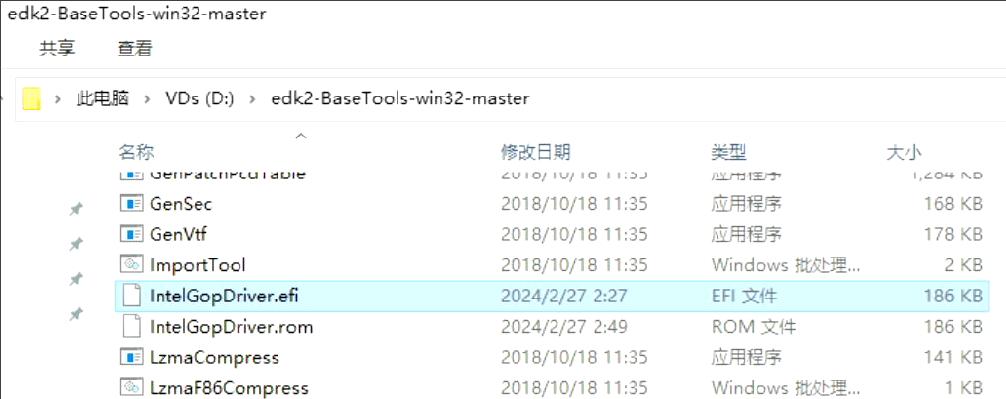 edk2-BaseTools-win32-master
共享 查看
此电脑 › VDs (D:) › edk2-BaseTools-win32-master
名称 修改日期 类型 大小
GenPatchPcdTable 2018/10/18 11:35 应用程序 1,284 KB
GenSec 2018/10/18 11:35 应用程序 168 KB
GenVtf 2018/10/18 11:35 应用程序 178 KB
ImportTool 2018/10/18 11:35 Windows 批处理... 2 KB
IntelGopDriver.efi 2024/2/27 2:27 EFI 文件 186 KB
IntelGopDriver.rom 2024/2/27 2:49 ROM 文件 186 KB
LzmaCompress 2018/10/18 11:35 应用程序 141 KB
LzmaF86Compress 2018/10/18 11:35 Windows 批处理... 1 KB